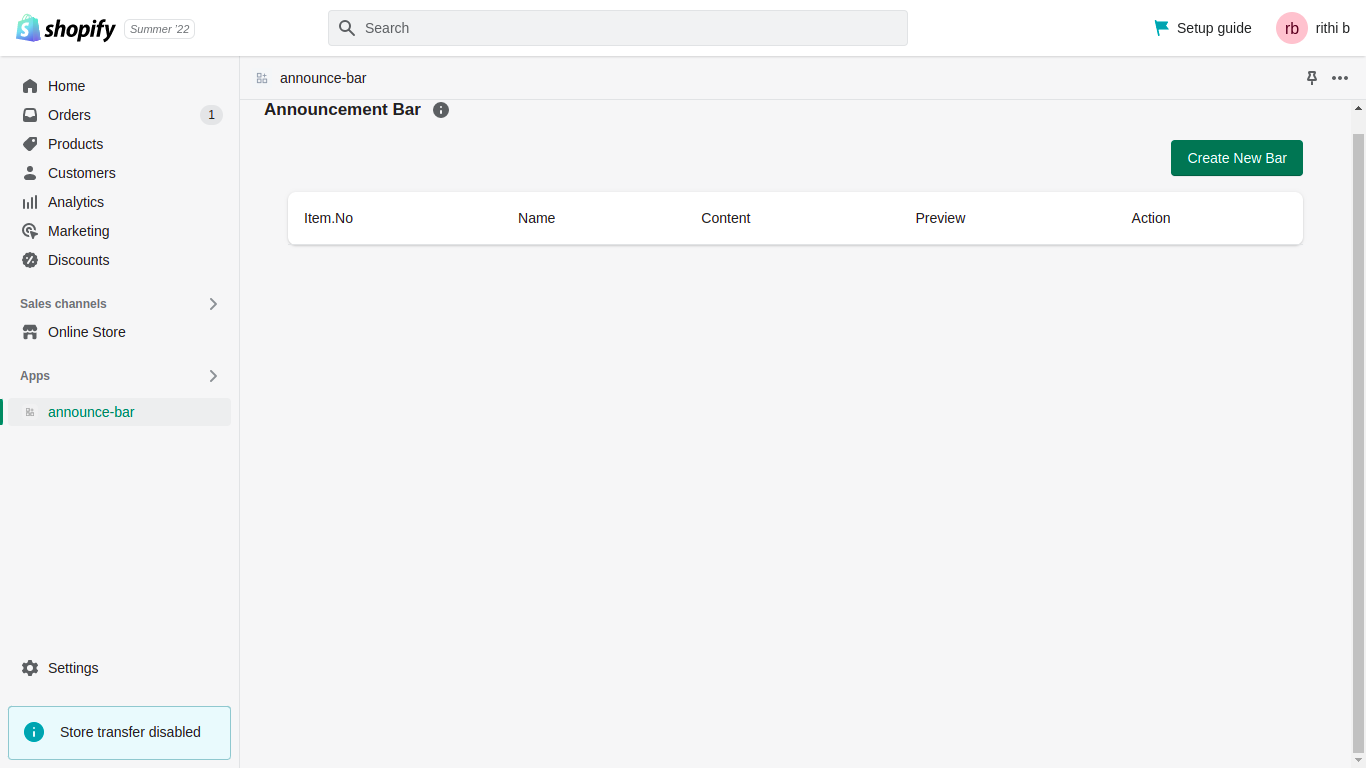 shopify Summer '22
Search
Setup guide
rb rithi b
Home
Orders 1
Products
Customers
Analytics
Marketing
Discounts
Sales channels
Online Store
Apps
announce-bar
Settings
Store transfer disabled
announce-bar
Announcement Bar
Create New Bar
Item.No Name Content Preview Action